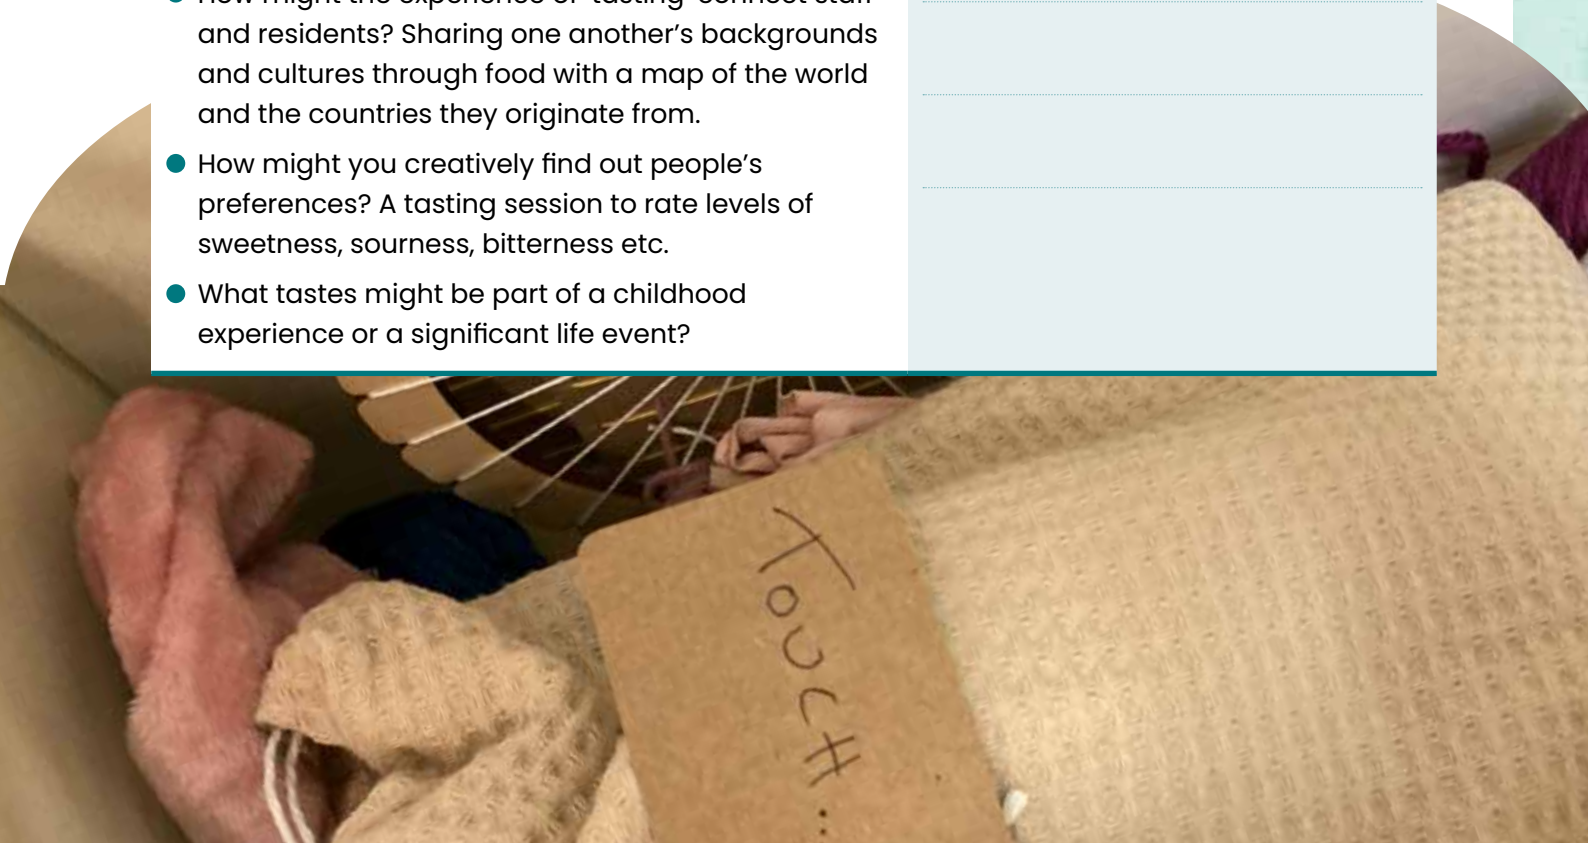 and residents? Sharing one another’s backgrounds
and cultures through food with a map of the world
and the countries they originate from.
How might you creatively find out people’s
preferences? A tasting session to rate levels of
sweetness, sourness, bitterness etc.
What tastes might be part of a childhood
experience or a significant life event?
TOUCH...